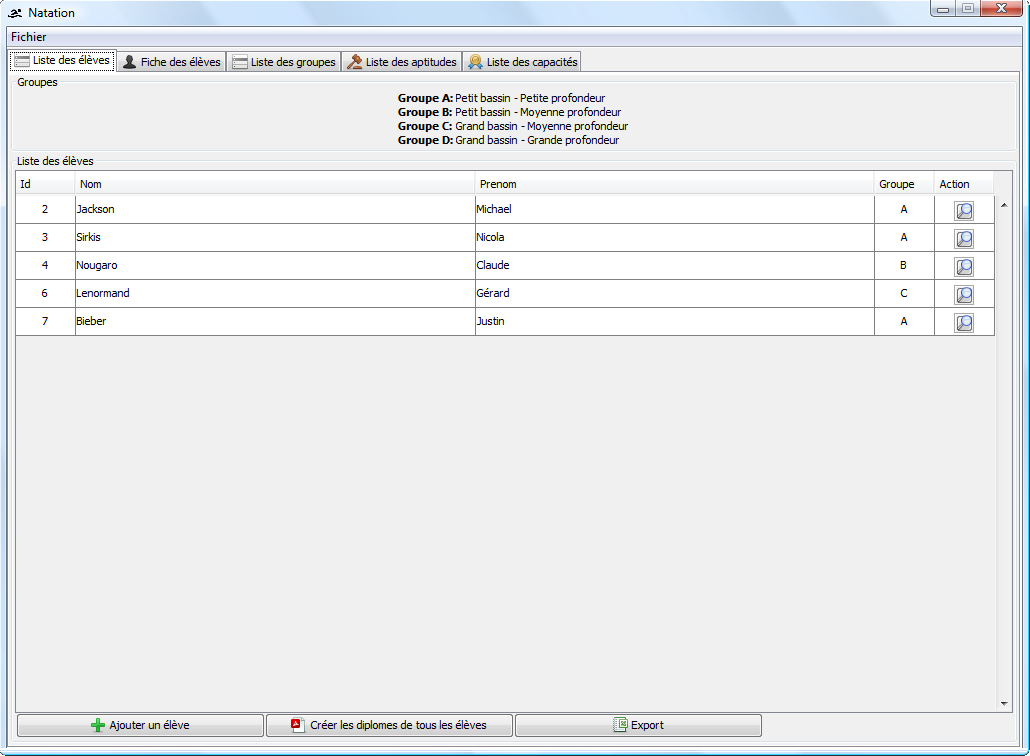 Natation
Fichier
Liste des élèves Fiche des élèves Liste des groupes Liste des aptitudes Liste des capacités
Groupes
Groupe A: Petit bassin - Petite profondeur
Groupe B: Petit bassin - Moyenne profondeur
Groupe C: Grand bassin - Moyenne profondeur
Groupe D: Grand bassin - Grande profondeur
Liste des élèves
Id Nom Prenom Groupe Action
2 Jackson Michael A
3 Sirkis Nicola A
4 Nougaro Claude B
6 Lenormand Gérard C
7 Bieber Justin A
Ajouter un élève Créer les diplomes de tous les élèves Export